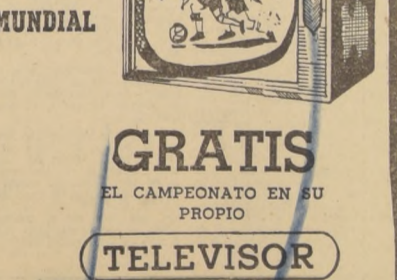 MUNDIAL
GRATIS
EL CAMPEONATO EN SU
PROPIO
TELEVISOR